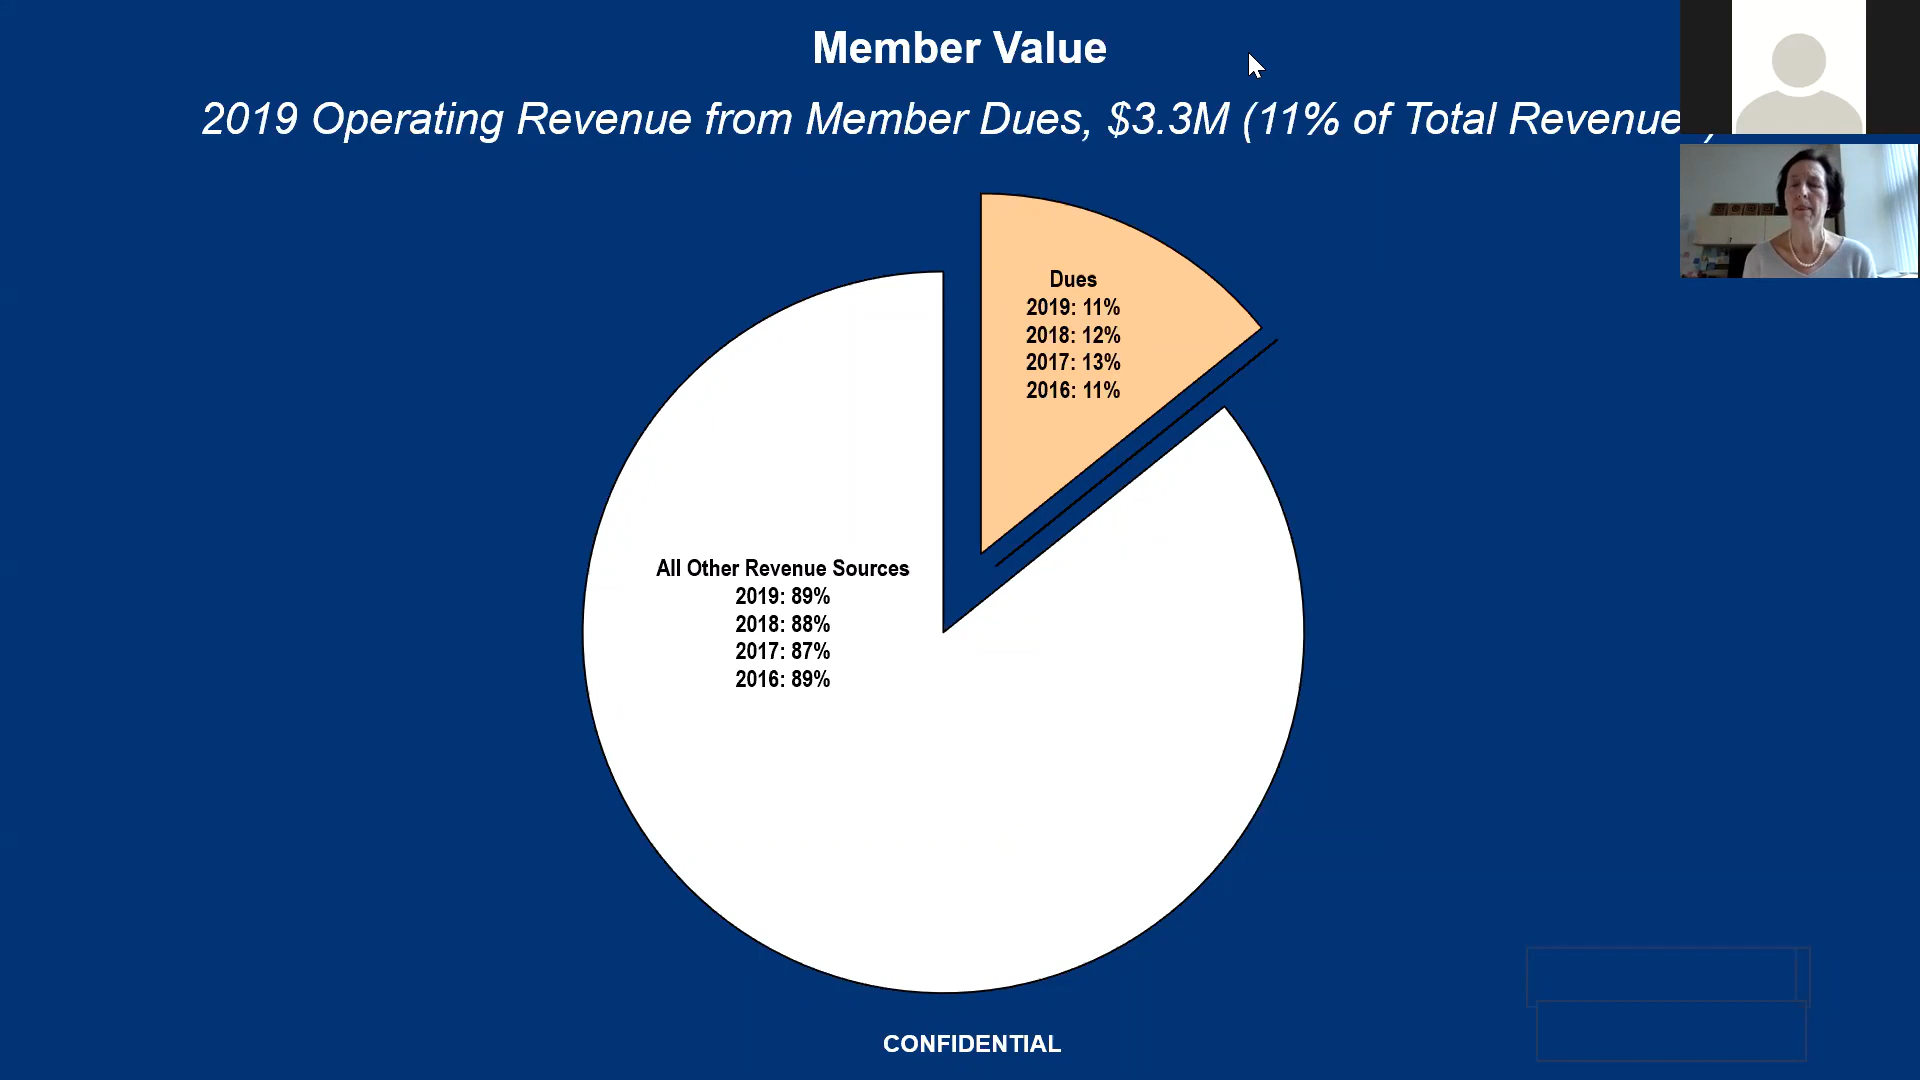 Member Value
2019 Operating Revenue from Member Dues, $3.3M (11% of Total Revenue )
Dues
2019: 11%
2018: 12%
2017: 13%
2016: 11%
All Other Revenue Sources
2019: 89%
2018: 88%
2017: 87%
2016: 89%
CONFIDENTIAL